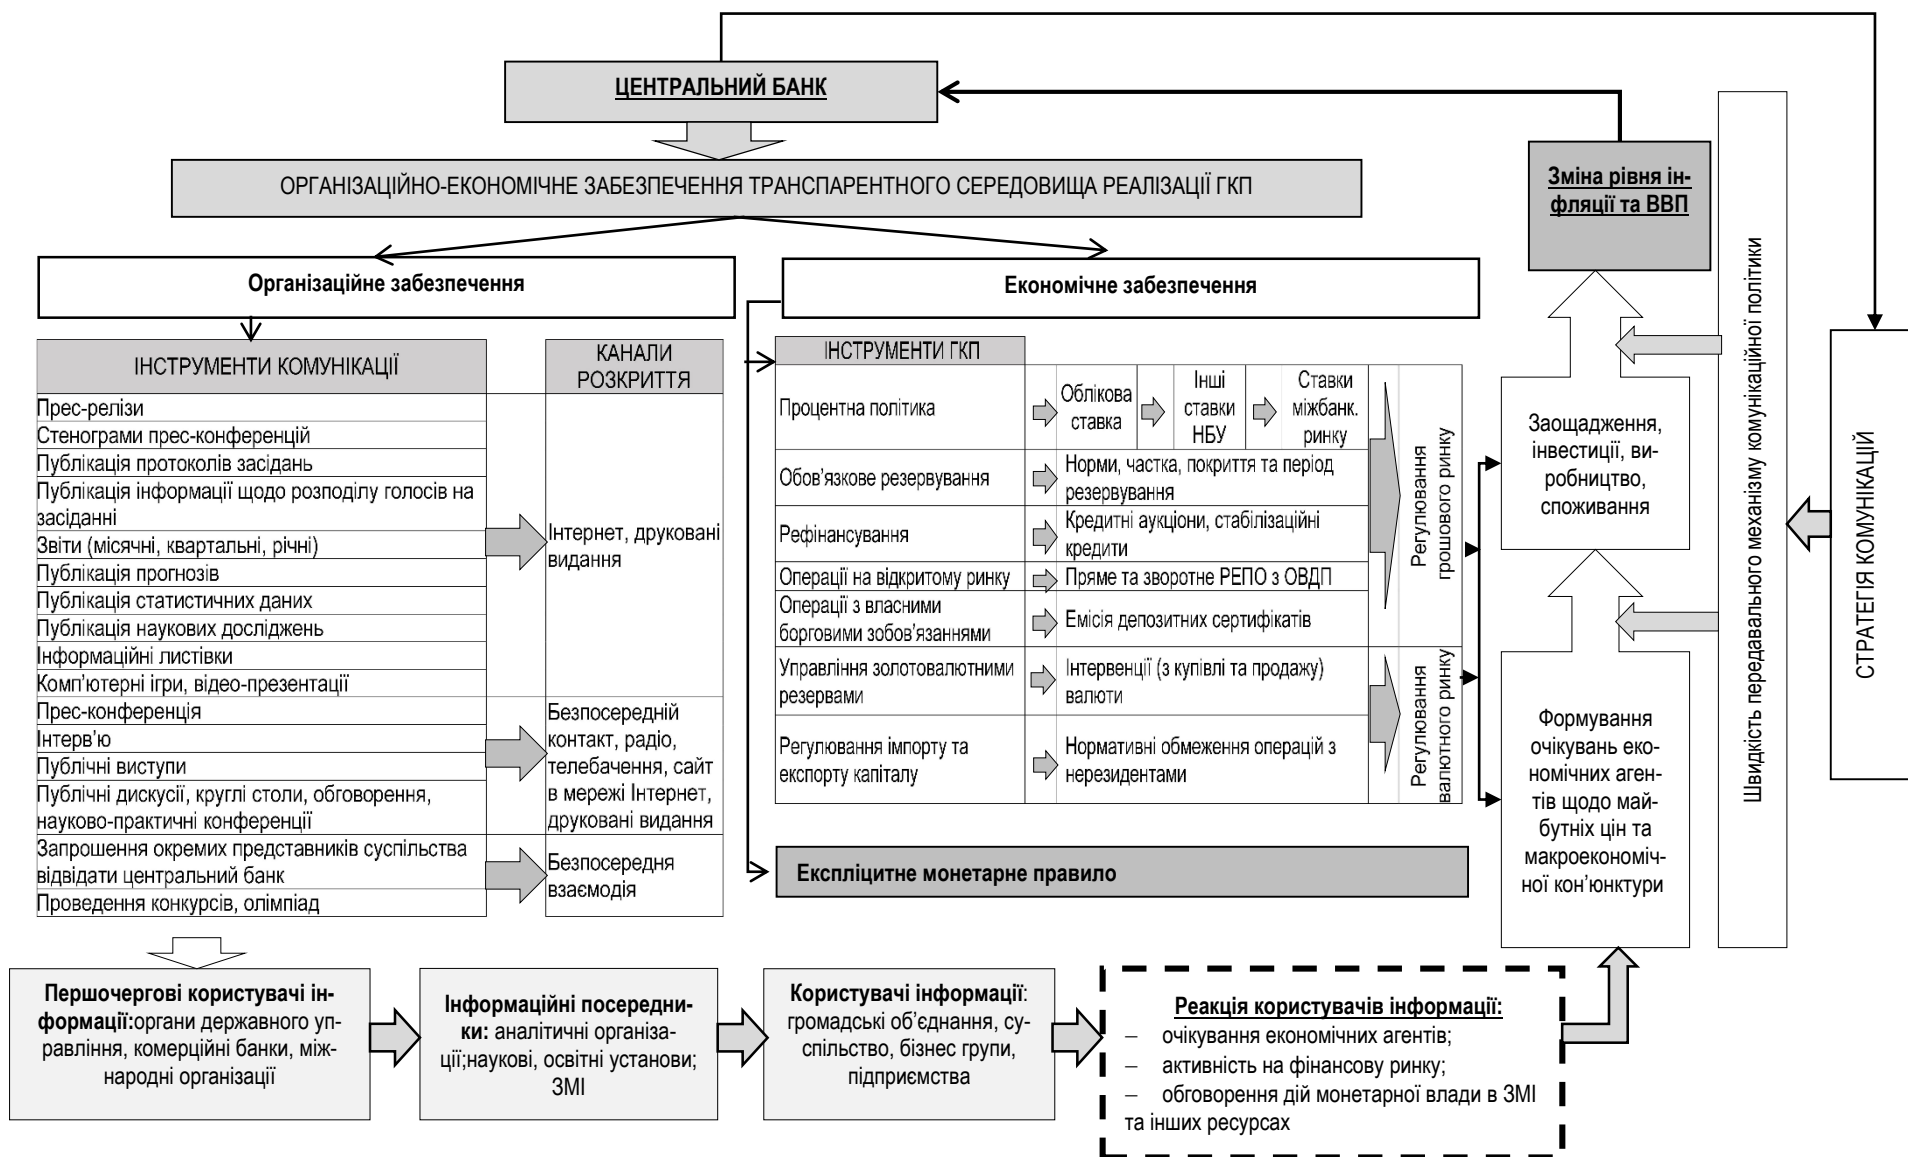 ЦЕНТРАЛЬНИЙ БАНК
ОРГАНІЗАЦІЙНО-ЕКОНОМІЧНЕ ЗАБЕЗПЕЧЕННЯ ТРАНСПАРЕНТНОГО СЕРЕДОВИЩА РЕАЛІЗАЦІЇ ГКП
Організаційне забезпечення
Економічне забезпечення
ІНСТРУМЕНТИ КОМУНІКАЦІЇ
КАНАЛИ
РОЗКРИТТЯ
Прес-релізи
Стенограми прес-конференцій
Публікація протоколів засідань
Публікація інформації щодо розподілу голосів на
засіданні
Звіти (місячні, квартальні, річні)
Публікація прогнозів
Публікація статистичних даних
Публікація наукових досліджень
Інформаційні листівки
Комп'ютерні ігри, відео-презентації
Інтернет, друковані
видання
Прес-конференція
Інтерв'ю
Публічні виступи
Публічні дискусії, круглі столи, обговорення,
науково-практичні конференції
Безпосередній
контакт, радіо,
телебачення, сайт
в мережі Інтернет,
друковані видання
Запрошення окремих представників суспільства
відвідати центральний банк
Проведення конкурсів, олімпіад
Безпосередня
взаємодія
ІНСТРУМЕНТИ ГКП
Процентна політика
Облікова
ставка
Інші
ставки
НБУ
Ставки
міжбанк.
ринку
Обов'язкове резервування
Норми, частка, покриття та період
резервування
Рефінансування
Кредитні аукціони, стабілізаційні
кредити
Операції на відкритому ринку
Пряме та зворотне РЕПО з ОВДП
Операції з власними
борговими зобов'язаннями
Емісія депозитних сертифікатів
Регулювання
грошового ринку
Управління золотовалютними
резервами
Інтервенції (з купівлі та продажу)
валюти
Регулювання імпорту та
експорту капіталу
Нормативні обмеження операцій з
нерезидентами
Регулювання
валютного ринку
Експліцитне монетарне правило
Зміна рівня ін-
фляції та ВВП
Заощадження,
інвестиції, ви-
робництво,
споживання
Формування
очікувань еко-
номічних аген-
тів щодо май-
бутніх цін та
макроекономіч-
ної кон'юнктури
Швидкість передавального механізму комунікаційної політики
СТРАТЕГІЯ КОМУНІКАЦІЙ
Першочергові користувачі ін-
формації:органи державного уп-
равління, комерційні банки, між-
народні організації
Інформаційні посередни-
ки: аналітичні організа-
ції;наукові, освітні установи;
ЗМІ
Користувачі інформації:
громадські об'єднання, су-
спільство, бізнес групи,
підприємства
Реакція користувачів інформації:
– очікування економічних агентів;
– активність на фінансову ринку;
– обговорення дій монетарної влади в ЗМІ
та інших ресурсах